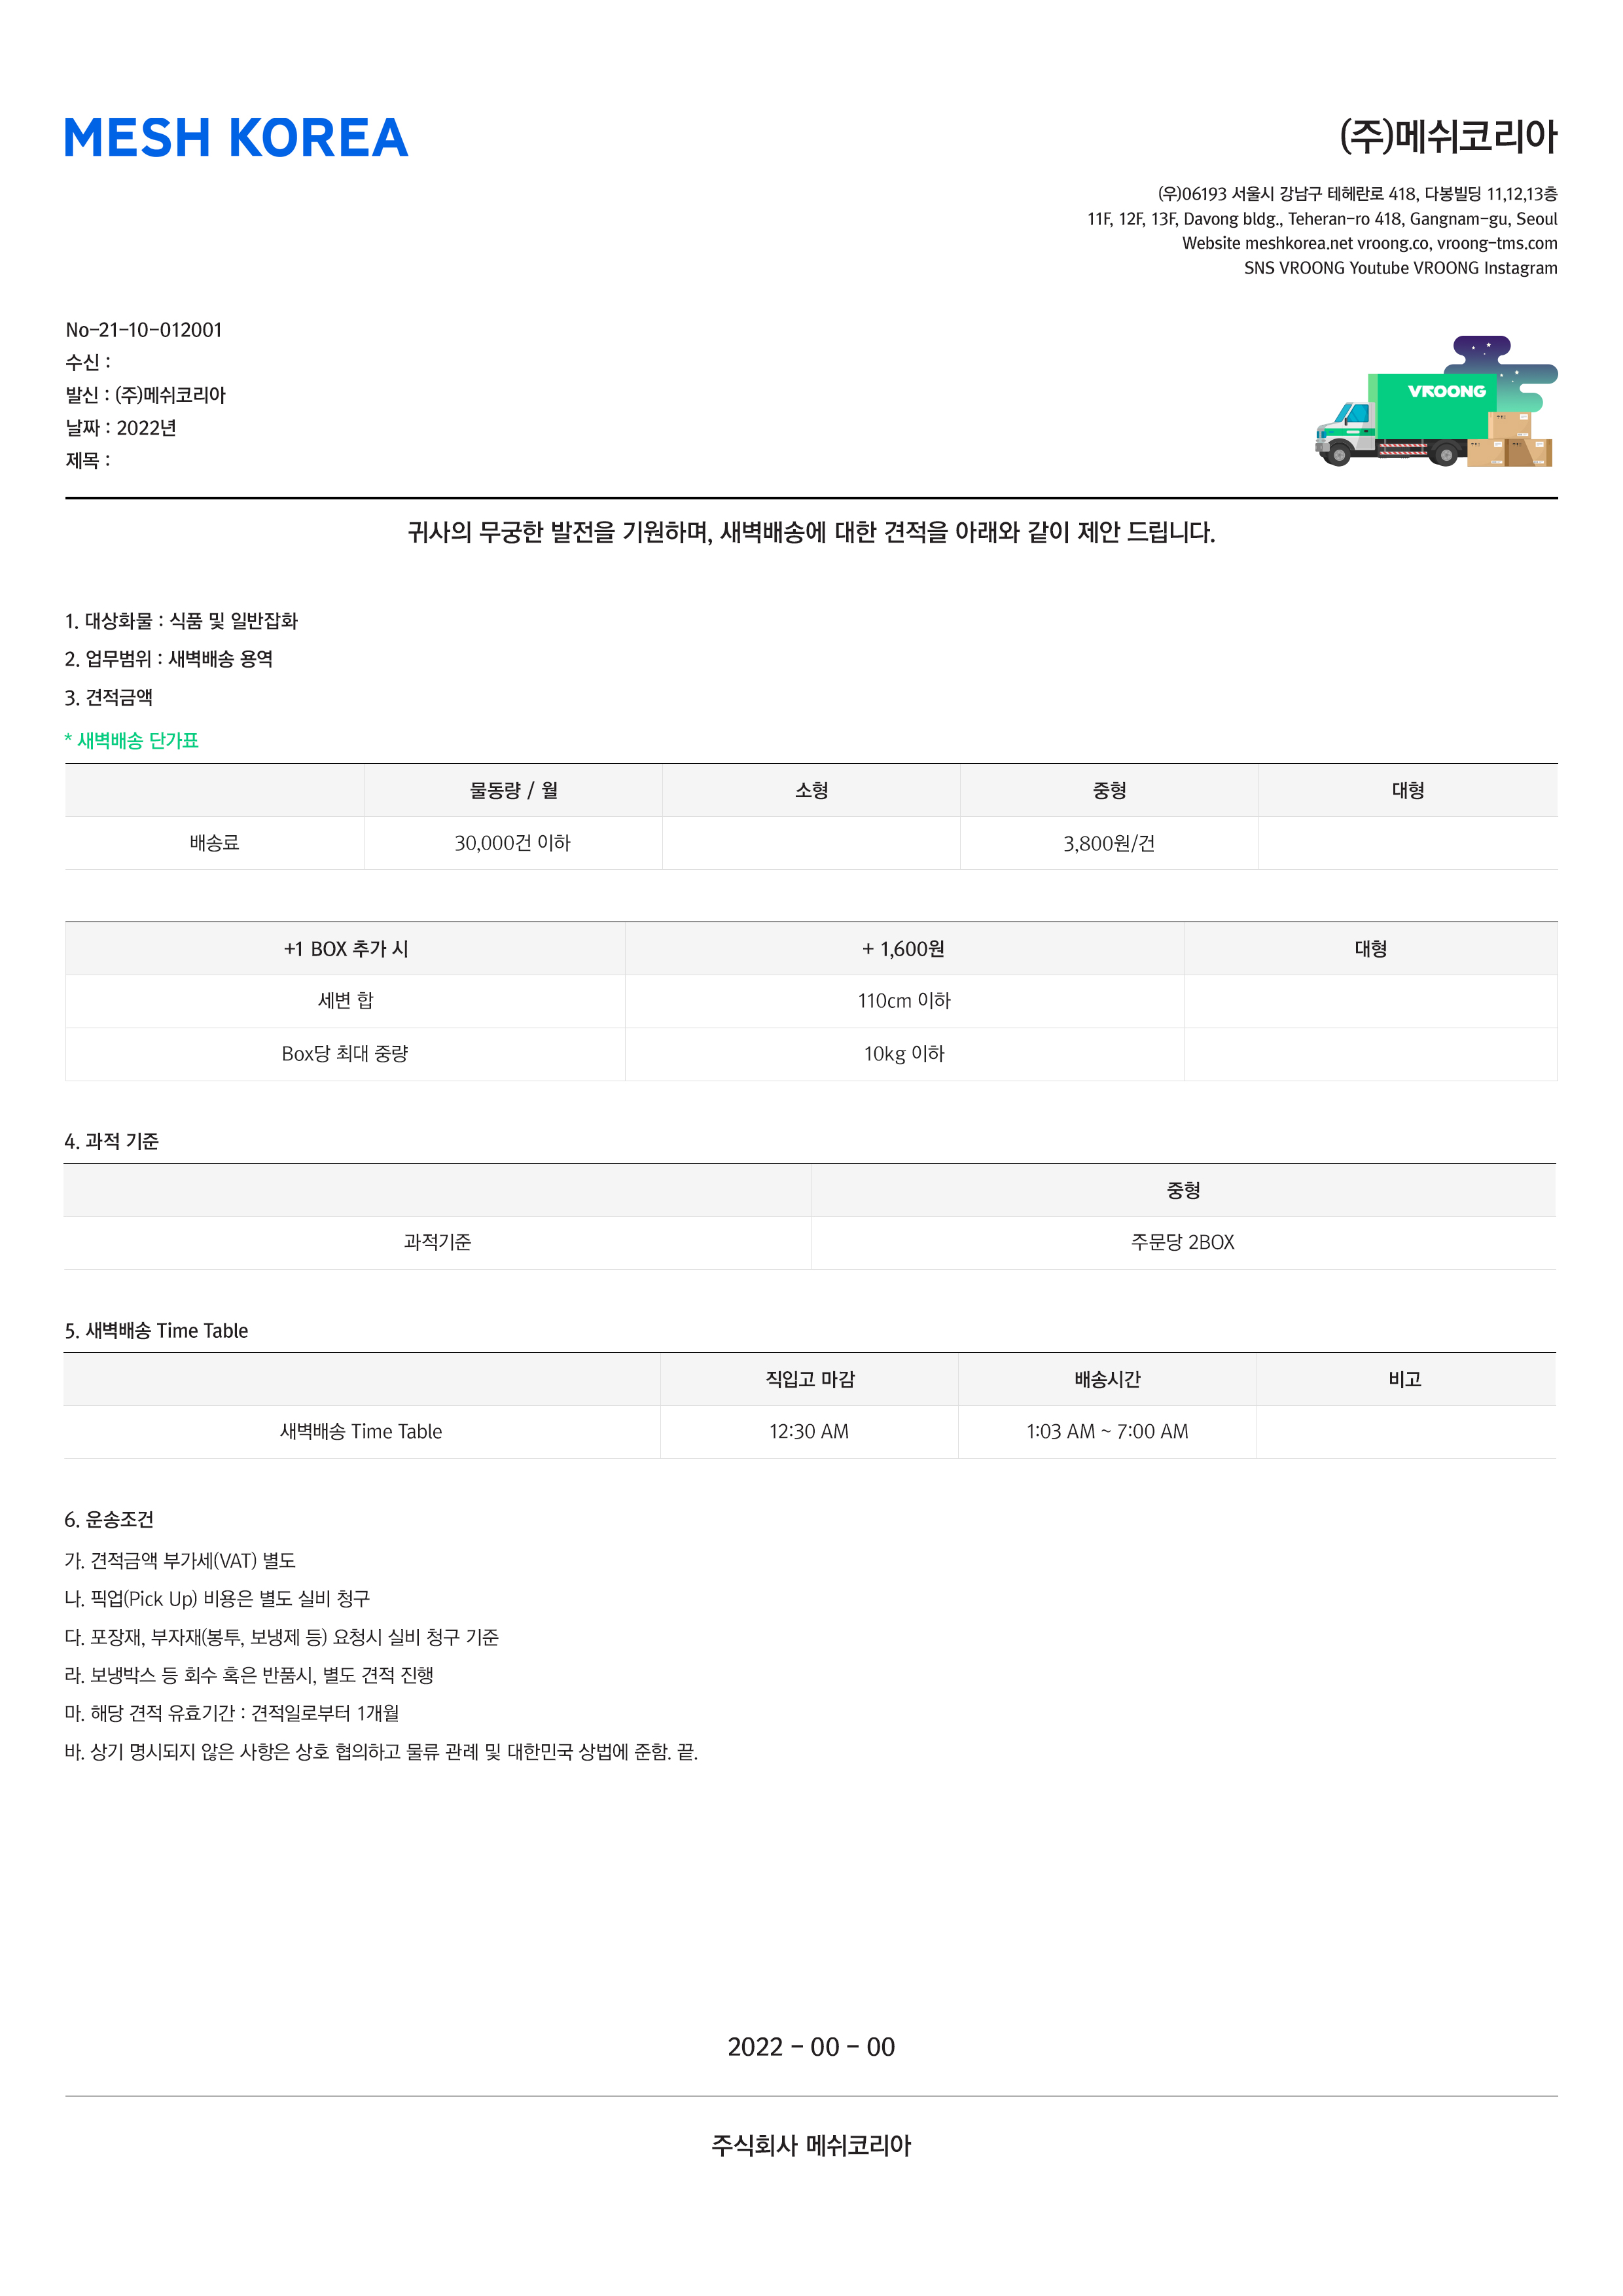 MESH KOREA
(주)메쉬코리아
(우)06193 서울시 강남구 테헤란로 418, 다봉빌딩 11,12,13층
11F, 12F, 13F, Davong bldg., Teheran-ro 418, Gangnam-gu, Seoul
Website meshkorea.net vroong.co, vroong-tms.com
SNS VROONG Youtube VROONG Instagram
No-21-10-012001
수신 :
발신 : (주)메쉬코리아
날짜 : 2022년
제목 :
VROONG
귀사의 무궁한 발전을 기원하며, 새벽배송에 대한 견적을 아래와 같이 제안 드립니다.
1. 대상화물 : 식품 및 일반잡화
2. 업무범위 : 새벽배송 용역
3. 견적금액
* 새벽배송 단가표
물동량 / 월 소형 중형 대형
배송료 30,000건 이하 3,800원/건
+1 BOX 추가 시 + 1,600원 대형
세변 합 110cm 이하
Box당 최대 중량 10kg 이하
4. 과적 기준
중형
과적기준 주문당 2BOX
5. 새벽배송 Time Table
직입고 마감 배송시간 비고
새벽배송 Time Table 12:30 AM 1:03 AM ~ 7:00 AM
6. 운송조건
가. 견적금액 부가세(VAT) 별도
나. 픽업(Pick Up) 비용은 별도 실비 청구
다. 포장재, 부자재(봉투, 보냉제 등) 요청시 실비 청구 기준
라. 보냉박스 등 회수 혹은 반품시, 별도 견적 진행
마. 해당 견적 유효기간 : 견적일로부터 1개월
바. 상기 명시되지 않은 사항은 상호 협의하고 물류 관례 및 대한민국 상법에 준함. 끝.
2022 - 00 - 00
주식회사 메쉬코리아